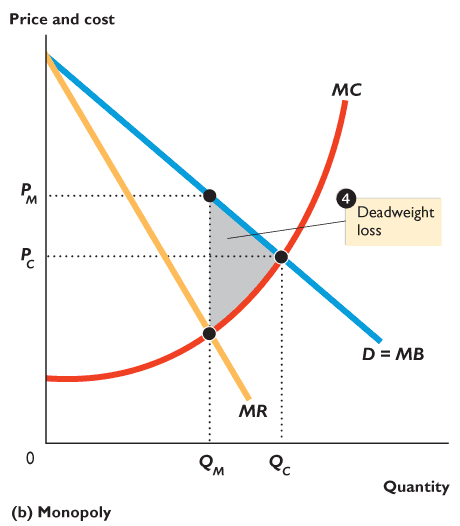 Price and cost
MC
P_M
4
Deadweight
loss
P_C
D = MB
MR
0
Q_M
Q_C
Quantity
(b) Monopoly